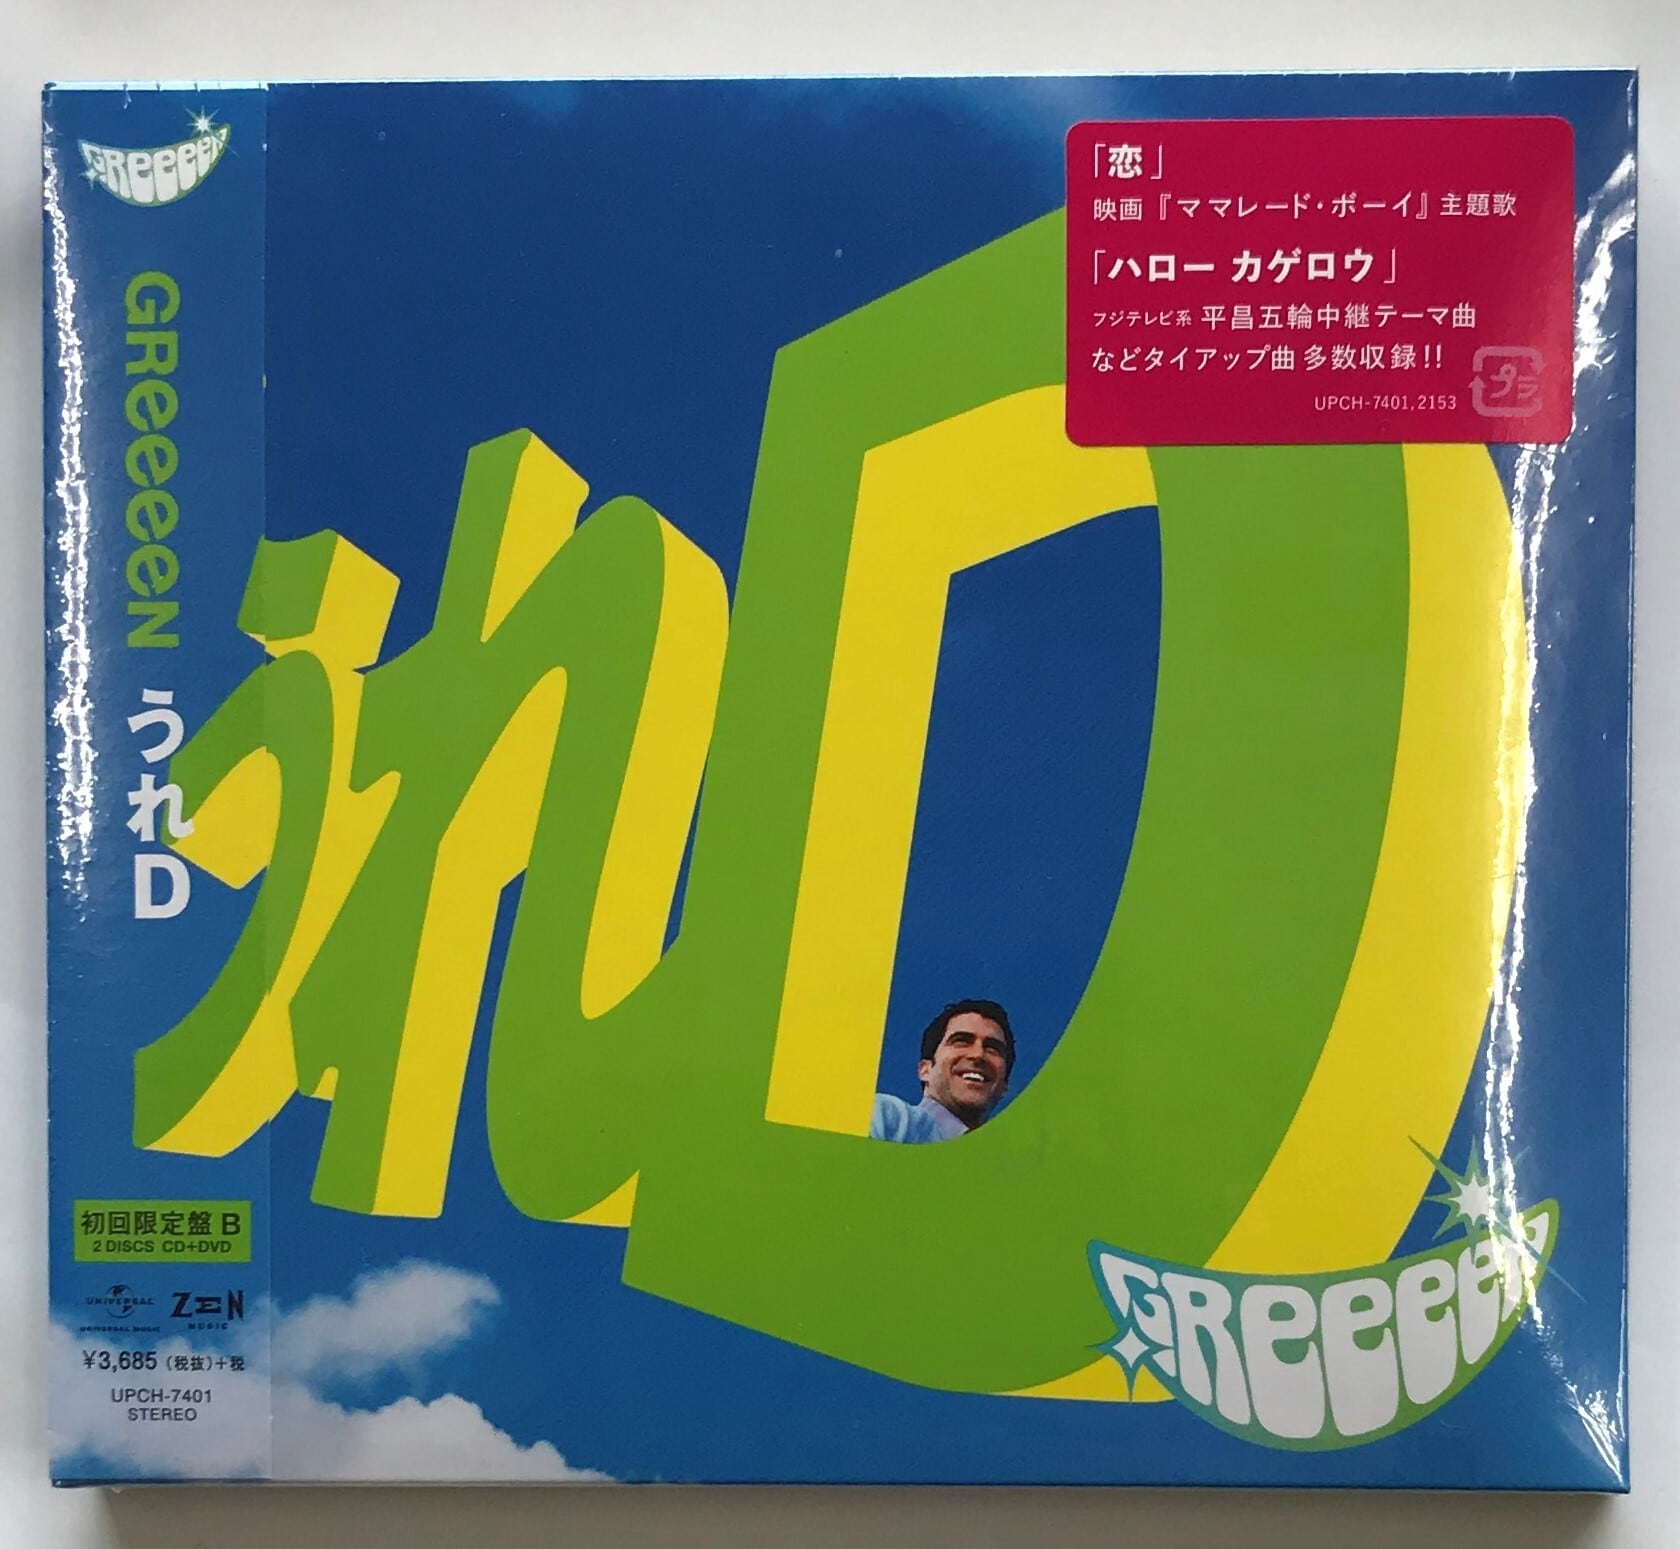 GReeeeN
GReeeeN うれD
初回限定盤 B
2 DISCS CD+DVD
UNIVERSAL
UNIVERSAL MUSIC
ZEN
MUSIC
¥3,685（税抜）+税
UPCH-7401
STEREO
うれD
「恋」
映画『ママレード・ボーイ』主題歌
「ハロー カゲロウ」
フジテレビ系 平昌五輪中継テーマ曲
などタイアップ曲 多数収録!!
プラ
UPCH-7401,2153
GReeeeN